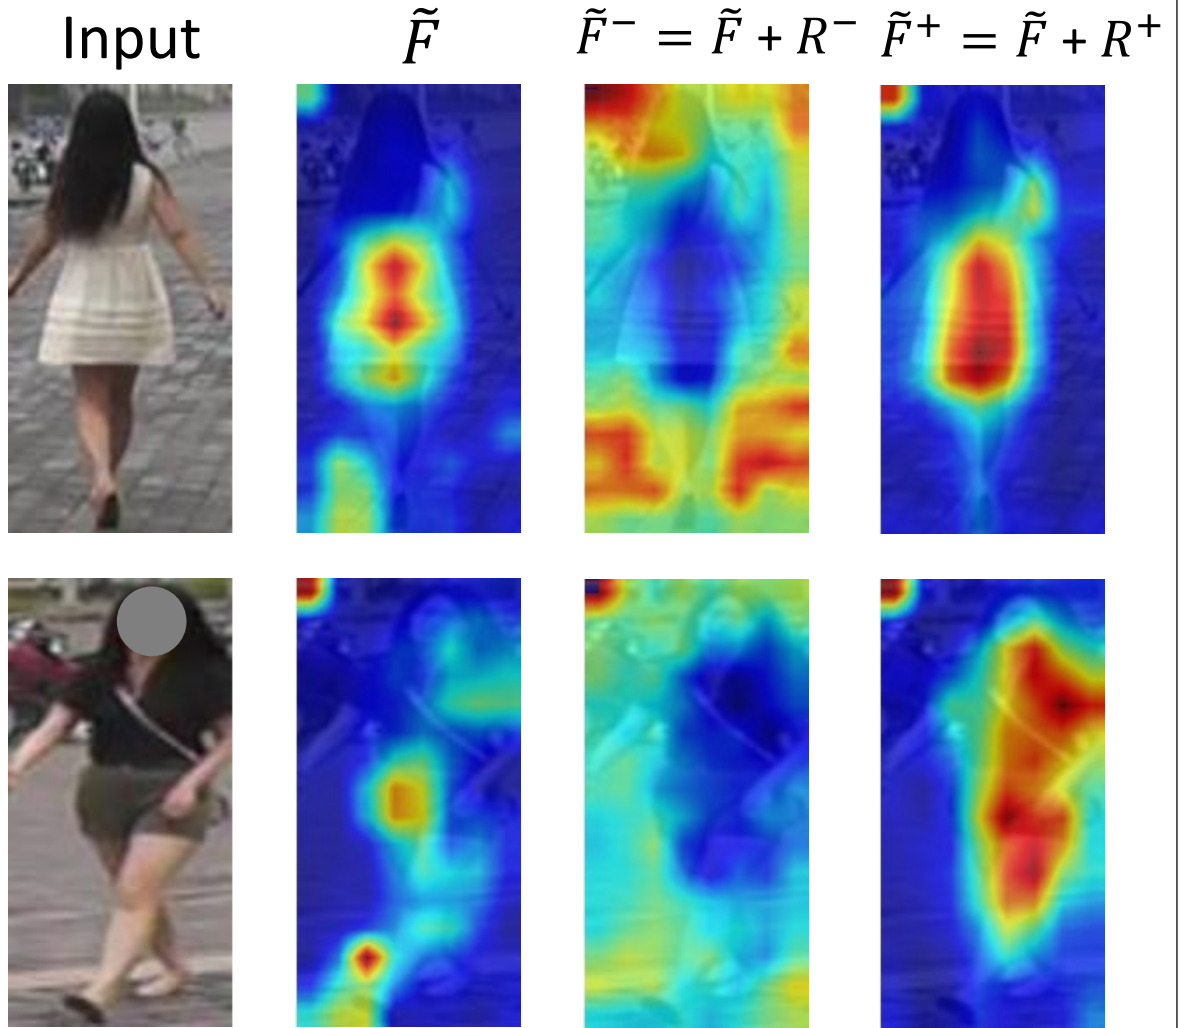 Input F̃ F̃⁻ = F̃ + R⁻ F̃⁺ = F̃ + R⁺